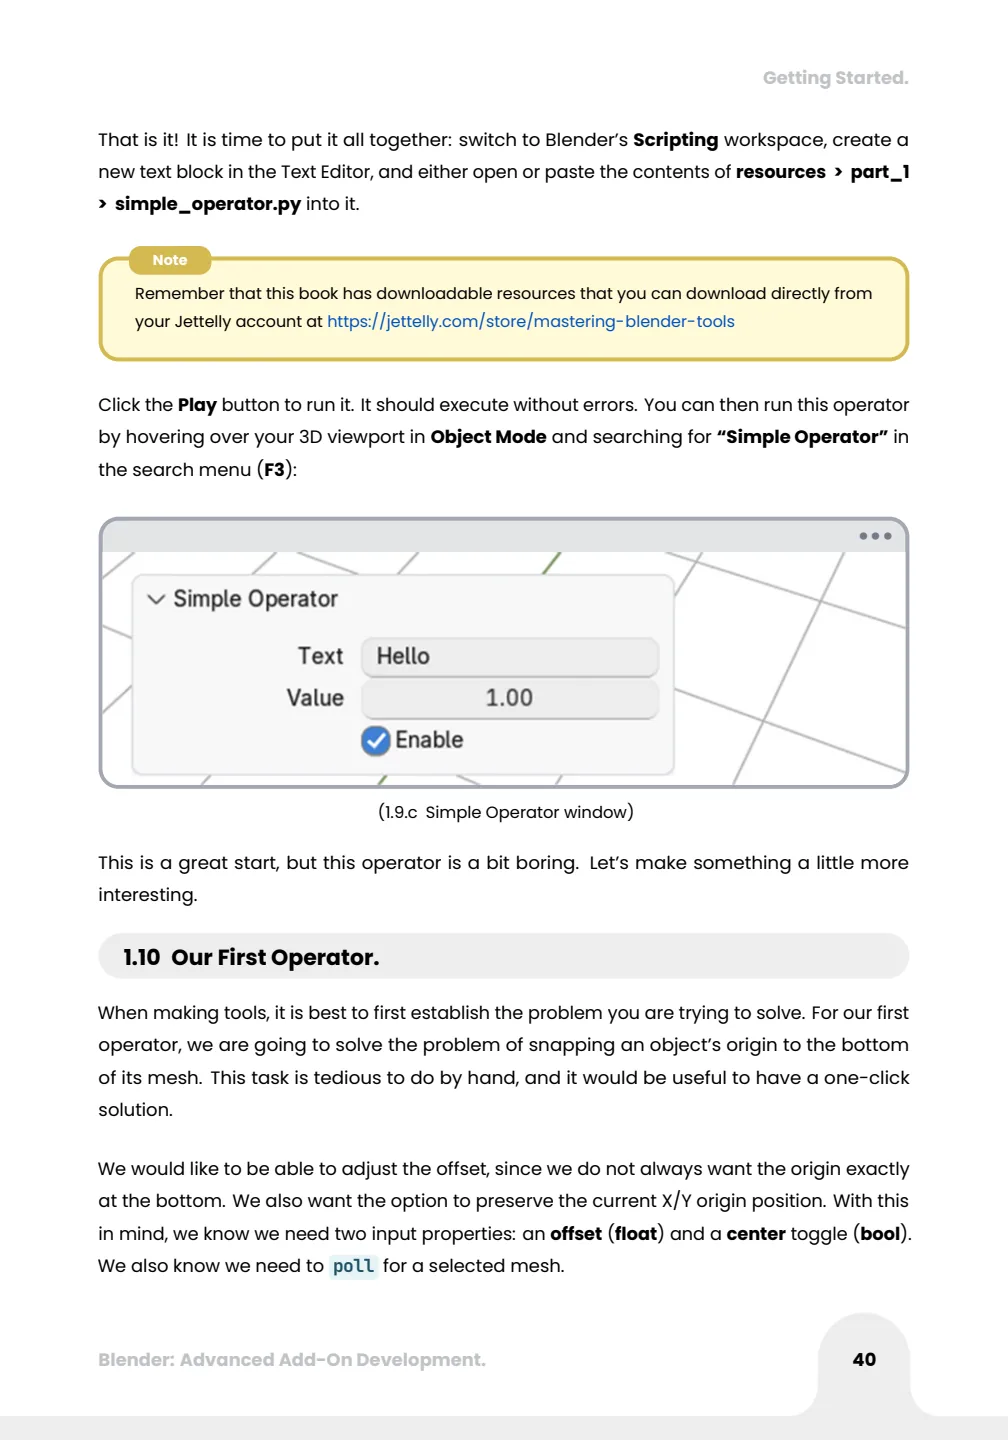 Getting Started.
That is it! It is time to put it all together: switch to Blender’s Scripting workspace, create a
new text block in the Text Editor, and either open or paste the contents of resources > part_1
> simple_operator.py into it.
Note
Remember that this book has downloadable resources that you can download directly from
your Jettelly account at https://jettelly.com/store/mastering-blender-tools
Click the Play button to run it. It should execute without errors. You can then run this operator
by hovering over your 3D viewport in Object Mode and searching for “Simple Operator” in
the search menu (F3):
Simple Operator
Text Hello
Value 1.00
Enable
(1.9.c Simple Operator window)
This is a great start, but this operator is a bit boring. Let’s make something a little more
interesting.
1.10 Our First Operator.
When making tools, it is best to first establish the problem you are trying to solve. For our first
operator, we are going to solve the problem of snapping an object’s origin to the bottom
of its mesh. This task is tedious to do by hand, and it would be useful to have a one-click
solution.
We would like to be able to adjust the offset, since we do not always want the origin exactly
at the bottom. We also want the option to preserve the current X/Y origin position. With this
in mind, we know we need two input properties: an offset (float) and a center toggle (bool).
We also know we need to poll for a selected mesh.
Blender: Advanced Add-On Development.
40